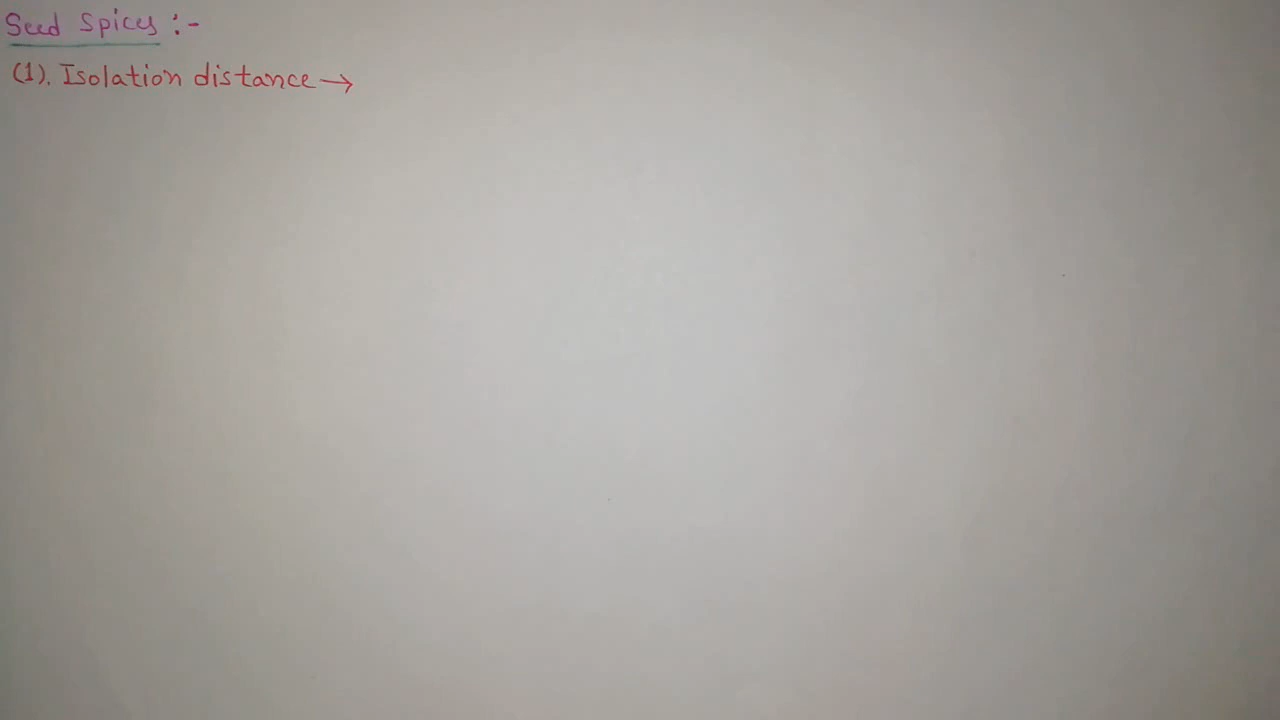 Seed Spices :-
(1). Isolation distance →